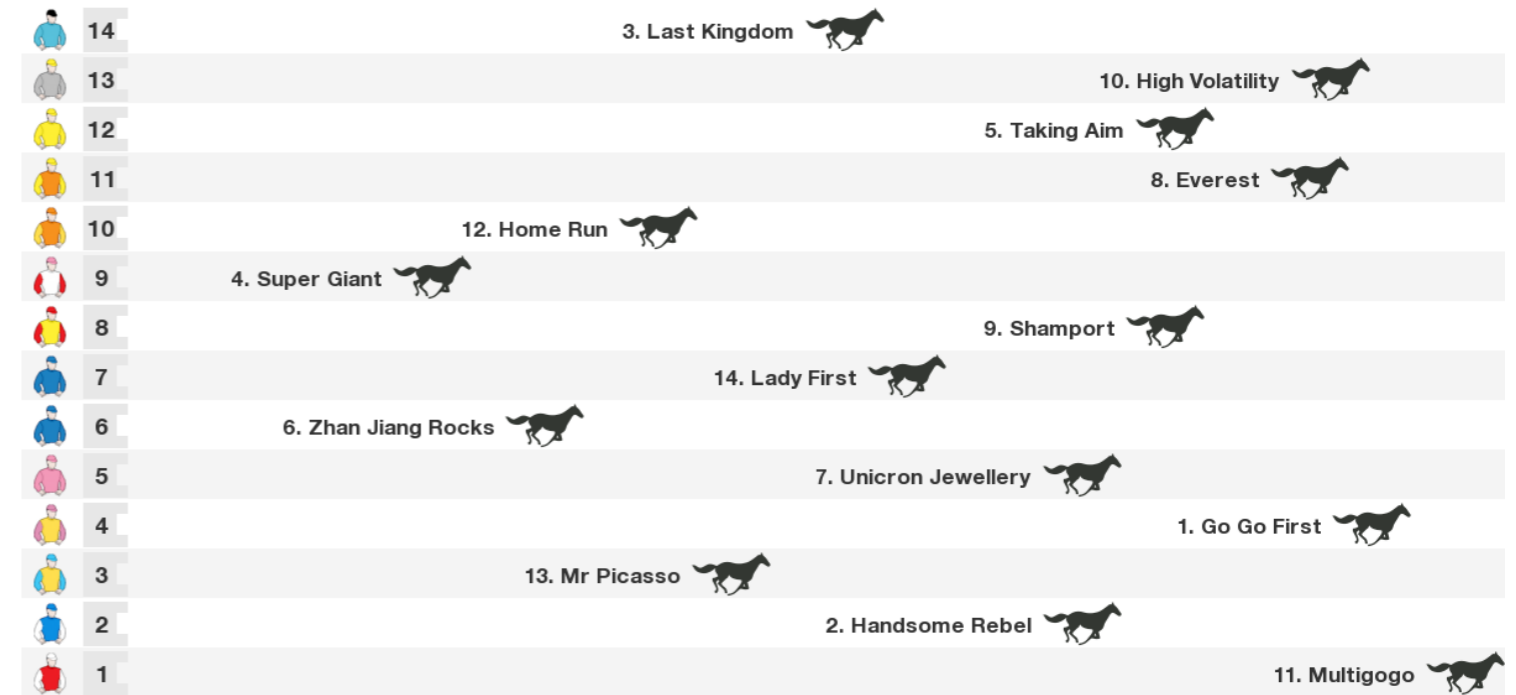 14 3. Last Kingdom
13 10. High Volatility
12 5. Taking Aim
11 8. Everest
10 12. Home Run
9 4. Super Giant
8 9. Shamport
7 14. Lady First
6 6. Zhan Jiang Rocks
5 7. Unicron Jewellery
4 1. Go Go First
3 13. Mr Picasso
2 2. Handsome Rebel
1 11. Multigogo